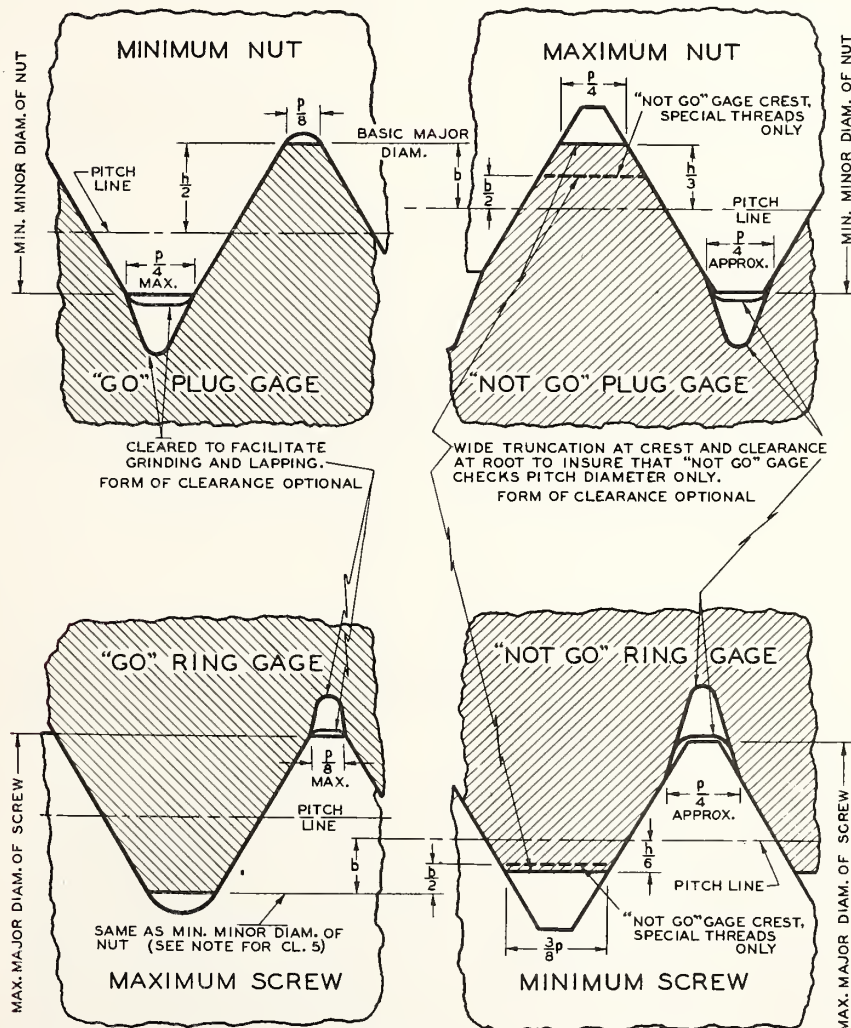 MINIMUM NUT
MAXIMUM NUT
MIN. MINOR DIAM. OF NUT
p/8
BASIC MAJOR
DIAM.
h/2
PITCH
LINE
p/4
MAX.
"GO" PLUG GAGE
CLEARED TO FACILITATE
GRINDING AND LAPPING.
FORM OF CLEARANCE OPTIONAL
p/4
"NOT GO" GAGE CREST,
SPECIAL THREADS
ONLY
b
b/2
h/3
PITCH
LINE
p/4
APPROX.
MIN. MINOR DIAM. OF NUT
"NOT GO" PLUG GAGE
WIDE TRUNCATION AT CREST AND CLEARANCE
AT ROOT TO INSURE THAT "NOT GO" GAGE
CHECKS PITCH DIAMETER ONLY.
FORM OF CLEARANCE OPTIONAL
"GO" RING GAGE
MAX. MAJOR DIAM. OF SCREW
p/8
MAX.
PITCH
LINE
b
b/2
SAME AS MIN. MINOR DIAM. OF
NUT (SEE NOTE FOR CL. 5)
MAXIMUM SCREW
"NOT GO" RING GAGE
p/4
APPROX.
h/6
PITCH LINE
"NOT GO" GAGE CREST,
SPECIAL THREADS
ONLY
3/8 p
MINIMUM SCREW
MAX. MAJOR DIAM. OF SCREW